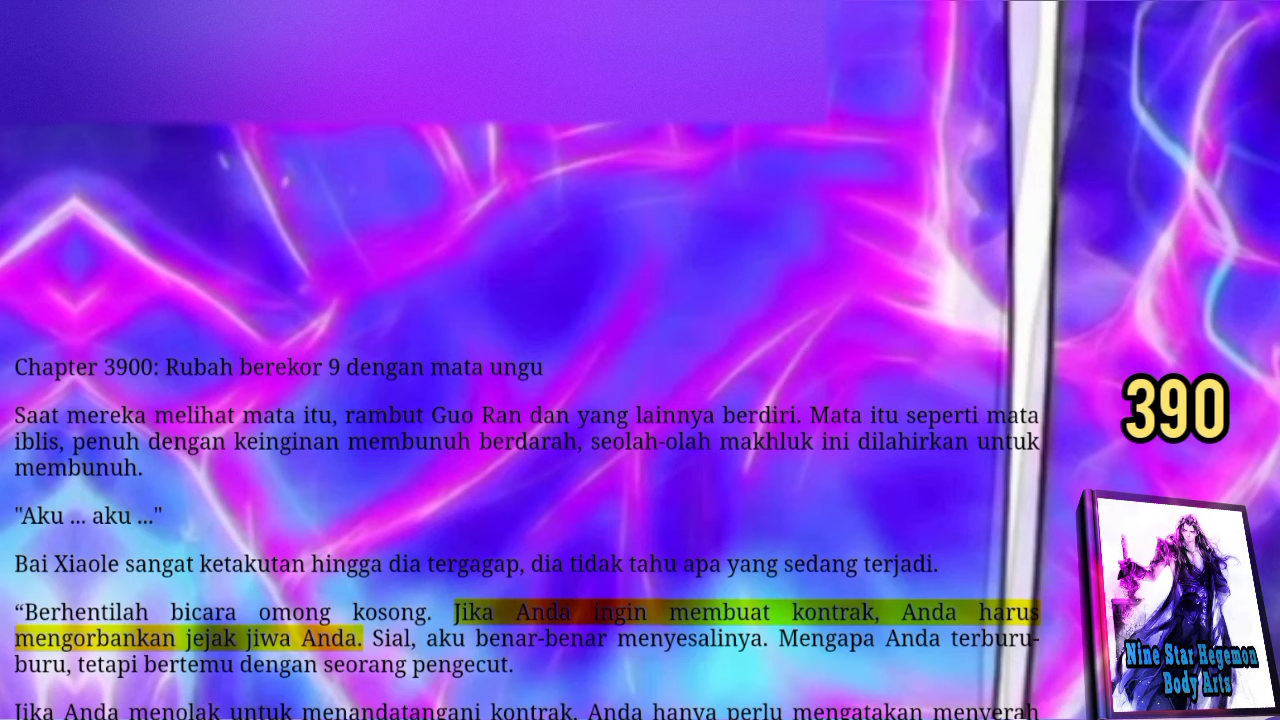 Chapter 3900: Rubah berekor 9 dengan mata ungu
Saat mereka melihat mata itu, rambut Guo Ran dan yang lainnya berdiri. Mata itu seperti mata
iblis, penuh dengan keinginan membunuh berdarah, seolah-olah makhluk ini dilahirkan untuk
membunuh.
"Aku ... aku ..."
Bai Xiaole sangat ketakutan hingga dia tergagap, dia tidak tahu apa yang sedang terjadi.
“Berhentilah bicara omong kosong. Jika Anda ingin membuat kontrak, Anda harus
mengorbankan jejak jiwa Anda. Sial, aku benar-benar menyesalinya. Mengapa Anda terburu-
buru, tetapi bertemu dengan seorang pengecut.
Jika Anda menolak untuk menandatangani kontrak, Anda hanya perlu mengatakan menyerah
390
Nine Star Hegemon
Body Arts